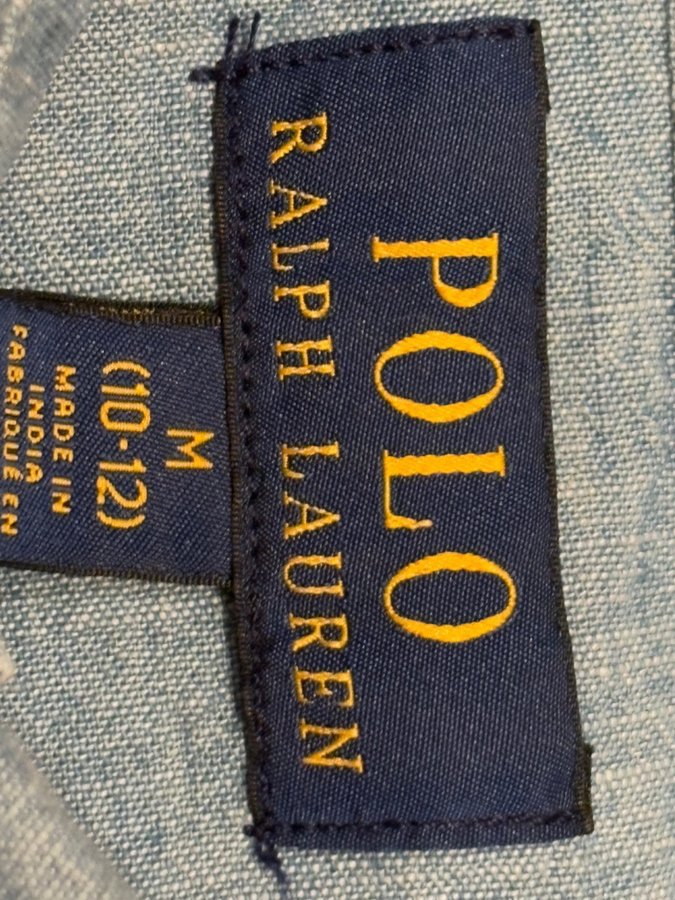 POLO
RALPH LAUREN
M
(10-12)
MADE IN
INDIA
FABRIQUÉ EN